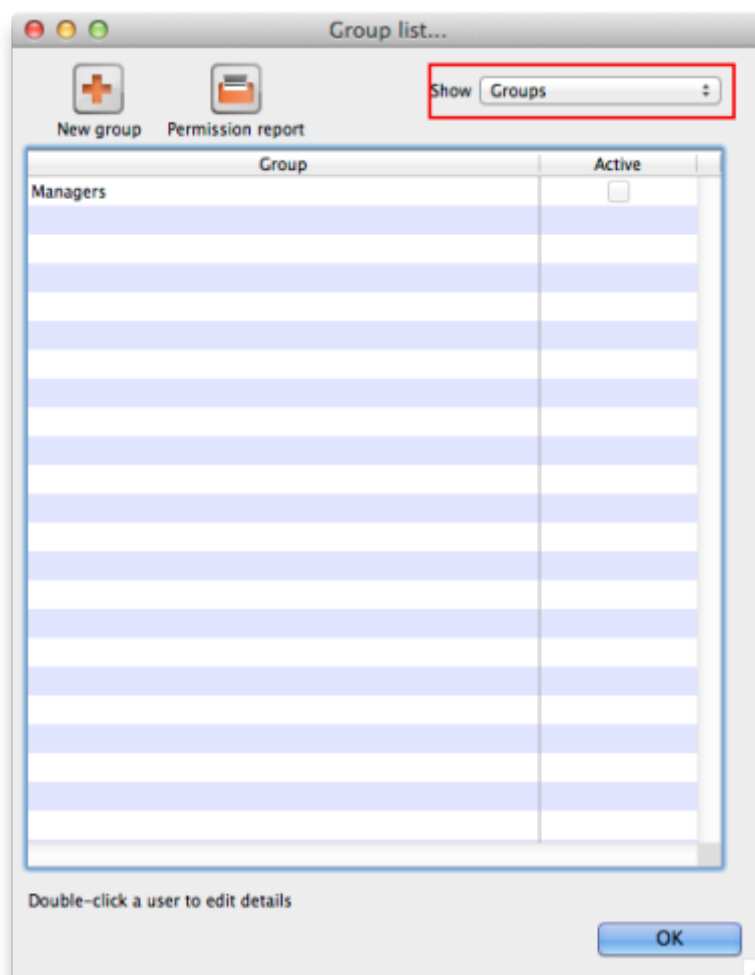 Group list...
Show Groups
New group Permission report
Group Active
Managers
Double-click a user to edit details
OK